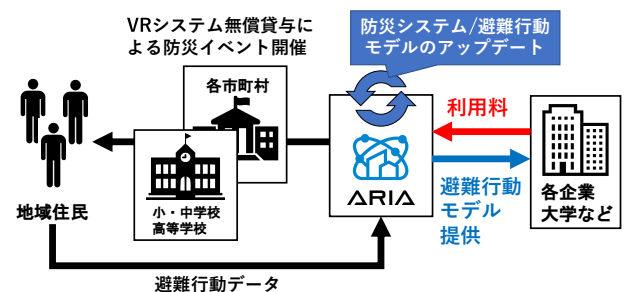 VRシステム無償貸与に
よる防災イベント開催
防災システム/避難行動
モデルのアップデート
各市町村
小・中学校
高等学校
地域住民
ARIA
利用料
避難行動
モデル
提供
各企業
大学など
避難行動データ